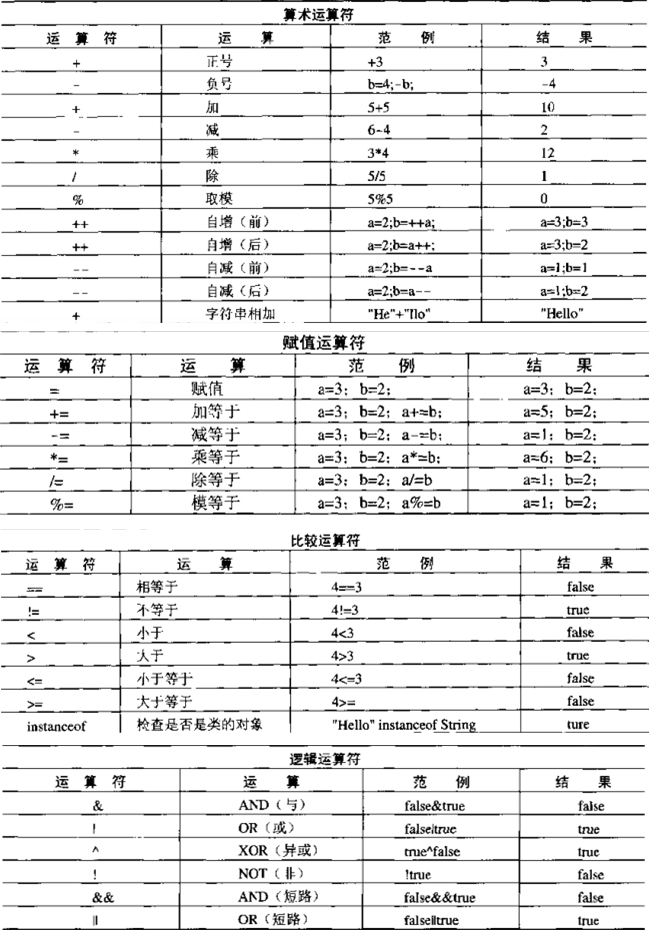 算术运算符
运 算 符 运 算 范 例 结 果
+ 正号 +3 3
- 负号 b=4;-b; -4
+ 加 5+5 10
- 减 6-4 2
* 乘 3*4 12
/ 除 5/5 1
% 取模 5%5 0
++ 自增（前） a=2;b=++a; a=3;b=3
++ 自增（后） a=2;b=a++; a=3;b=2
-- 自减（前） a=2;b=--a a=1;b=1
-- 自减（后） a=2;b=a-- a=1;b=2
+ 字符串相加 "He"+"llo" "Hello"
赋值运算符
运 算 符 运 算 范 例 结 果
= 赋值 a=3; b=2; a=3; b=2;
+= 加等于 a=3; b=2; a+=b; a=5; b=2;
-= 减等于 a=3; b=2; a-=b; a=1; b=2;
*= 乘等于 a=3; b=2; a*=b; a=6; b=2;
/= 除等于 a=3; b=2; a/=b a=1; b=2;
%= 模等于 a=3; b=2; a%=b a=1; b=2;
比较运算符
运 算 符 运 算 范 例 结 果
== 相等于 4==3 false
!= 不等于 4!=3 true
< 小于 4<3 false
> 大于 4>3 true
<= 小于等于 4<=3 false
>= 大于等于 4>= false
instanceof 检查是否是类的对象 "Hello" instanceof String ture
逻辑运算符
运 算 符 运 算 范 例 结 果
& AND（与） false&true false
| OR（或） false|true true
^ XOR（异或） true^false true
! NOT（非） !true false
&& AND（短路） false&&true false
|| OR（短路） false||true true